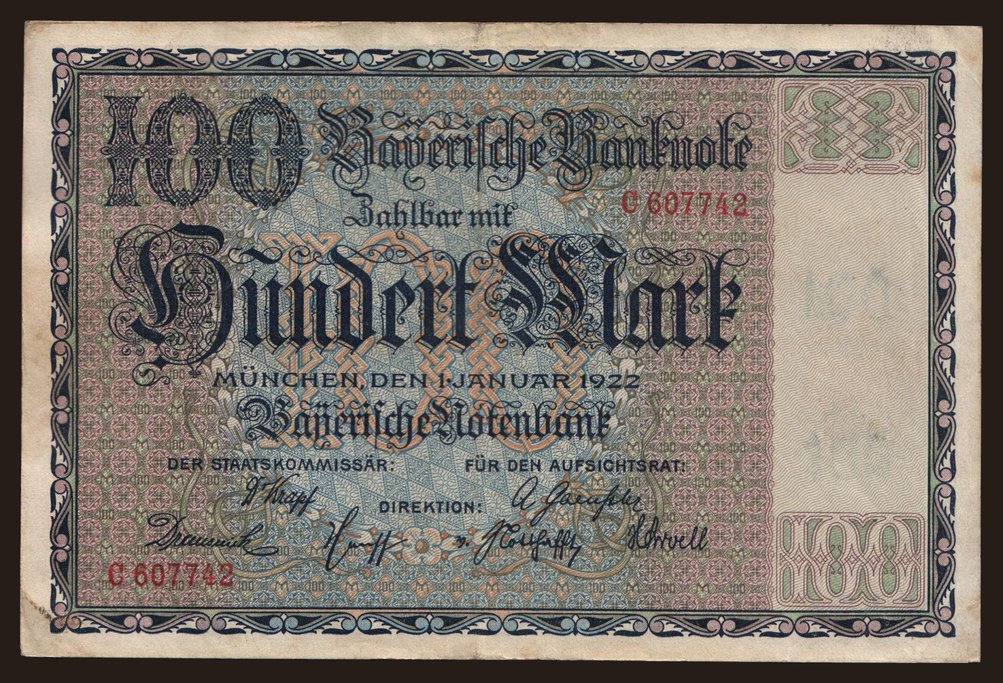 100 Bayerische Banknote
C 607742
Zahlbar mit
Hundert Mark
MÜNCHEN, DEN 1. JANUAR 1922
Bayerische Notenbank
DER STAATSKOMMISSÄR: FÜR DEN AUFSICHTSRAT:
DIREKTION:
C 607742
100